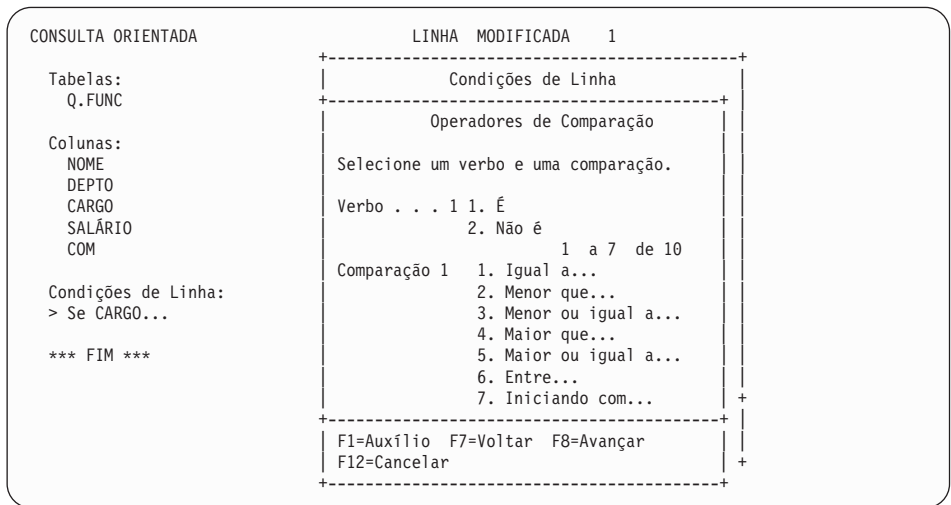 CONSULTA ORIENTADA LINHA MODIFICADA 1
Tabelas: Condições de Linha
Q.FUNC
Operadores de Comparação
Colunas:
NOME Selecione um verbo e uma comparação.
DEPTO
CARGO Verbo . . . 1 1. É
SALÁRIO 2. Não é
COM 1 a 7 de 10
Comparação 1 1. Igual a...
Condições de Linha: 2. Menor que...
> Se CARGO... 3. Menor ou igual a...
4. Maior que...
*** FIM *** 5. Maior ou igual a...
6. Entre...
7. Iniciando com... +
F1=Auxílio F7=Voltar F8=Avançar
F12=Cancelar +